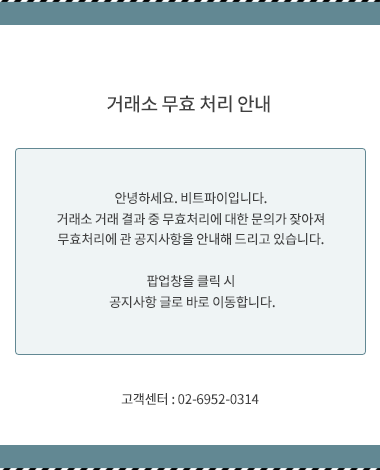 거래소 무효 처리 안내
안녕하세요. 비트파이입니다.
거래소 거래 결과 중 무효처리에 대한 문의가 잦아져
무효처리에 관 공지사항을 안내해 드리고 있습니다.
팝업창을 클릭 시
공지사항 글로 바로 이동합니다.
고객센터 : 02-6952-0314